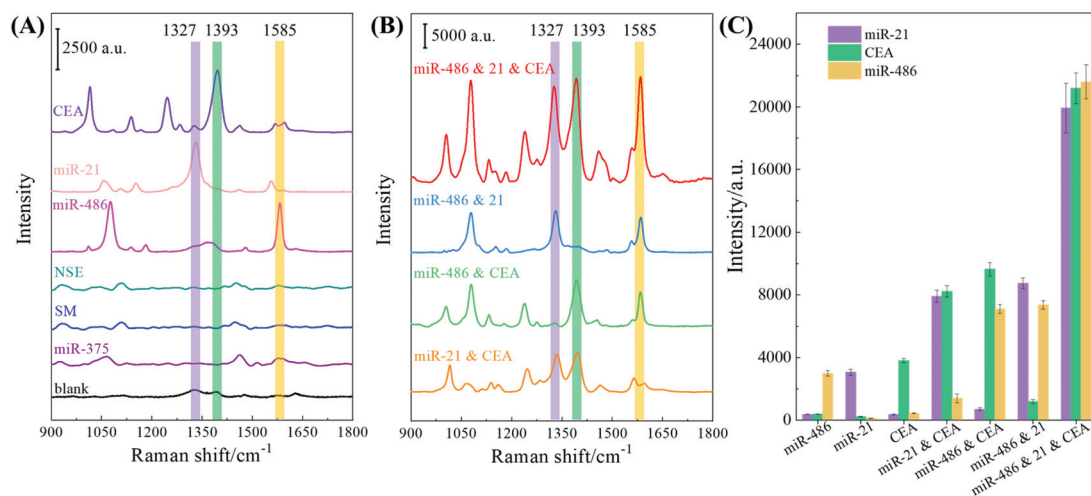 (A)
2500 a.u.
1327 1393 1585
CEA
miR-21
miR-486
NSE
SM
miR-375
blank
Intensity
900 1050 1200 1350 1500 1650 1800
Raman shift/cm-1
(B)
5000 a.u.
1327 1393 1585
miR-486 & 21 & CEA
miR-486 & 21
miR-486 & CEA
miR-21 & CEA
Intensity
900 1050 1200 1350 1500 1650 1800
Raman shift/cm-1
(C)
miR-21
CEA
miR-486
24000
20000
16000
12000
8000
4000
0
Intensity/a.u.
miR-486
miR-21
CEA
miR-21 & CEA
miR-486 & CEA
miR-486 & 21
miR-486 & 21 & CEA